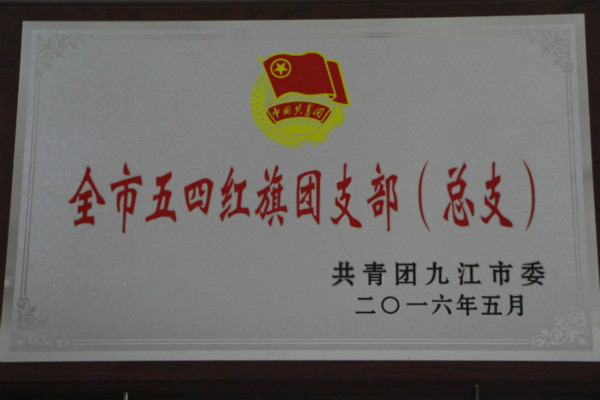 中国共青团
全市五四红旗团支部（总支）
共青团九江市委
二〇一六年五月